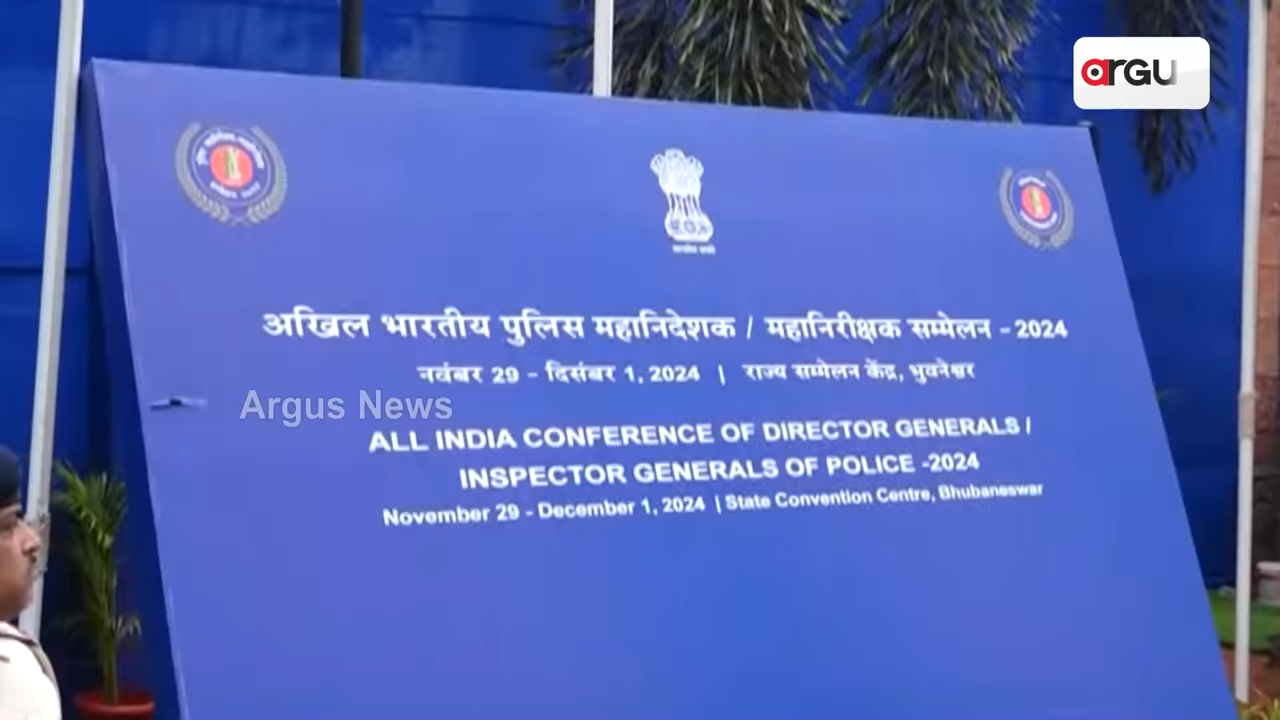 arGU
अखिल भारतीय पुलिस महानिदेशक / महानिरीक्षक सम्मेलन - 2024
नवंबर 29 - दिसंबर 1, 2024 | राज्य सम्मेलन केंद्र, भुवनेश्वर
Argus News
ALL INDIA CONFERENCE OF DIRECTOR GENERALS /
INSPECTOR GENERALS OF POLICE -2024
November 29 - December 1, 2024 | State Convention Centre, Bhubaneswar